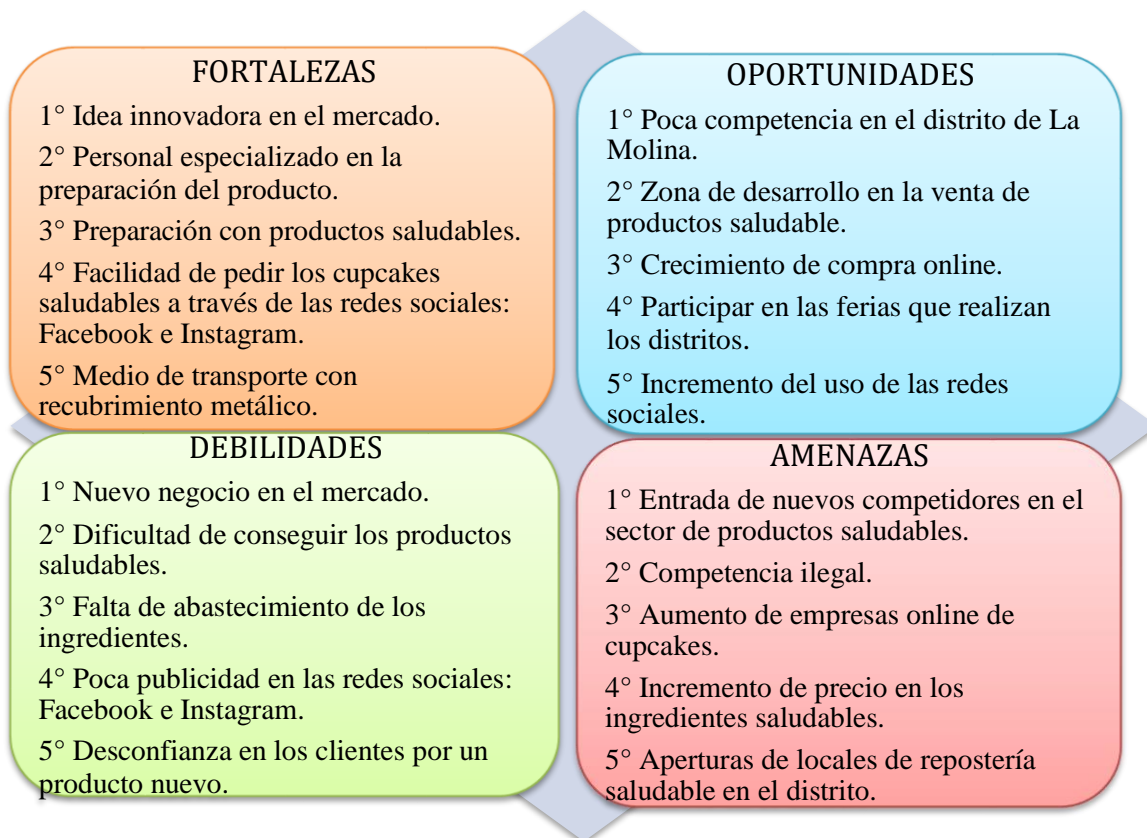 FORTALEZAS
1° Idea innovadora en el mercado.
2° Personal especializado en la
preparación del producto.
3° Preparación con productos saludables.
4° Facilidad de pedir los cupcakes
saludables a través de las redes sociales:
Facebook e Instagram.
5° Medio de transporte con
recubrimiento metálico.
OPORTUNIDADES
1° Poca competencia en el distrito de La
Molina.
2° Zona de desarrollo en la venta de
productos saludable.
3° Crecimiento de compra online.
4° Participar en las ferias que realizan
los distritos.
5° Incremento del uso de las redes
sociales.
DEBILIDADES
1° Nuevo negocio en el mercado.
2° Dificultad de conseguir los productos
saludables.
3° Falta de abastecimiento de los
ingredientes.
4° Poca publicidad en las redes sociales:
Facebook e Instagram.
5° Desconfianza en los clientes por un
producto nuevo.
AMENAZAS
1° Entrada de nuevos competidores en el
sector de productos saludables.
2° Competencia ilegal.
3° Aumento de empresas online de
cupcakes.
4° Incremento de precio en los
ingredientes saludables.
5° Aperturas de locales de repostería
saludable en el distrito.